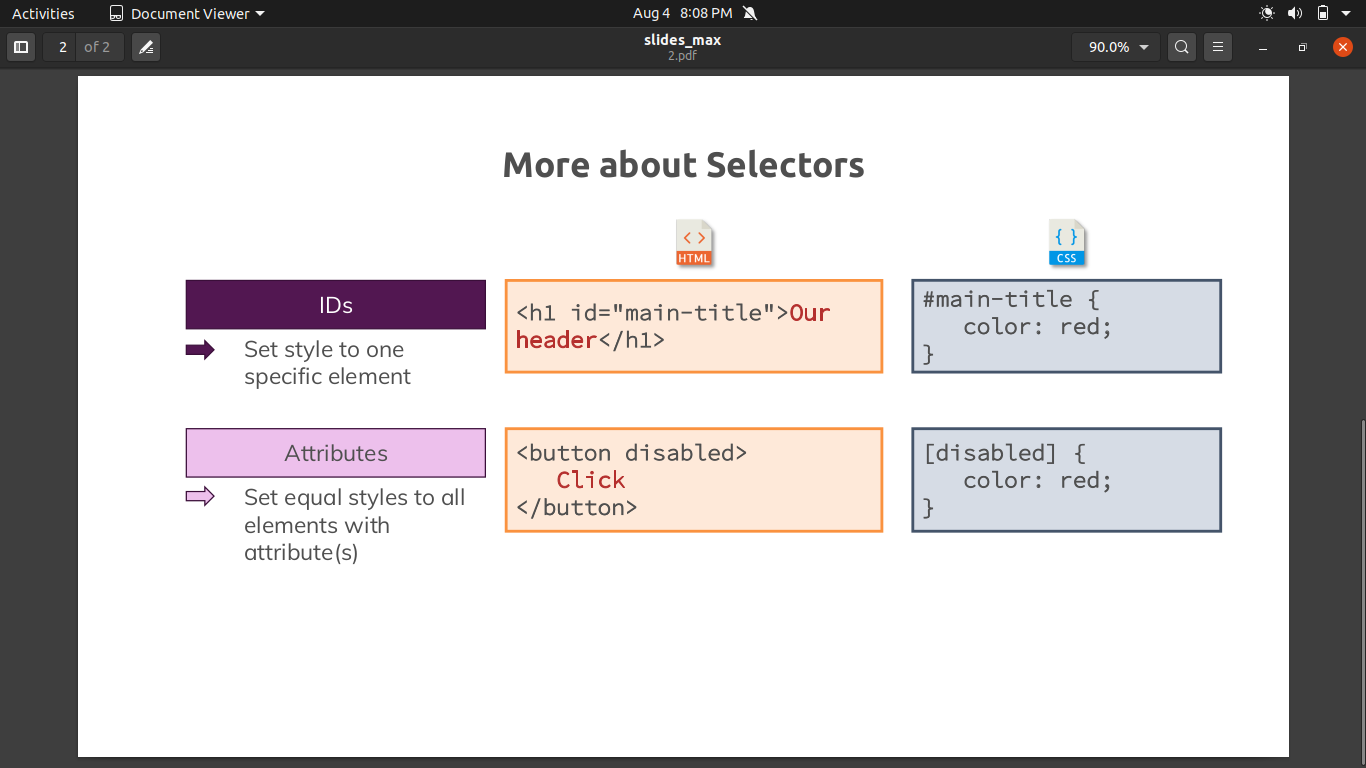 Activities
Document Viewer
Aug 4 8:08 PM
2 of 2
slides_max
2.pdf
90.0%
More about Selectors
HTML
CSS
IDs
Set style to one
specific element
<h1 id="main-title">Our
header</h1>
#main-title {
   color: red;
}
Attributes
Set equal styles to all
elements with
attribute(s)
<button disabled>
   Click
</button>
[disabled] {
   color: red;
}